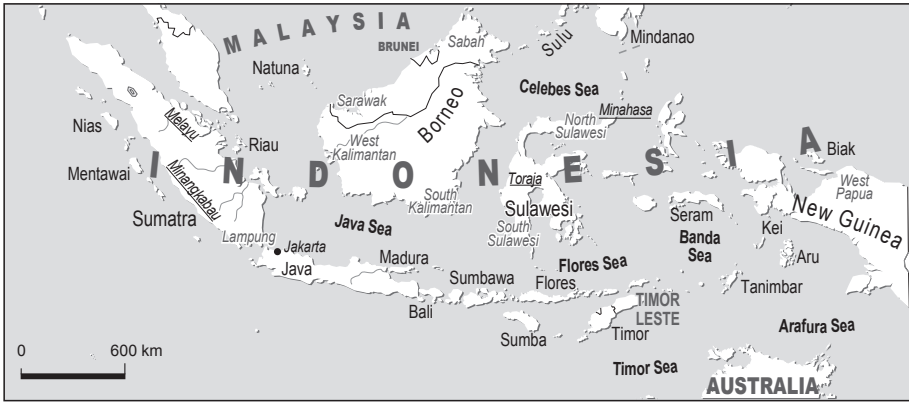 MALAYSIA
BRUNEI
Sabah
Sulu
Mindanao
Natuna
Celebes Sea
Sarawak
Borneo
Minahasa
North
Sulawesi
Nias
Melayu
Riau
West
Kalimantan
INDONESIA
Biak
Mentawai
Minangkabau
Toraja
West
Papua
Sumatra
South
Kalimantan
Sulawesi
Seram
New Guinea
Lampung
Jakarta
Java Sea
South
Sulawesi
Banda
Sea
Kei
Java
Madura
Flores Sea
Aru
Sumbawa
Flores
Tanimbar
Bali
TIMOR
LESTE
Sumba
Timor
Arafura Sea
0
600 km
Timor Sea
AUSTRALIA